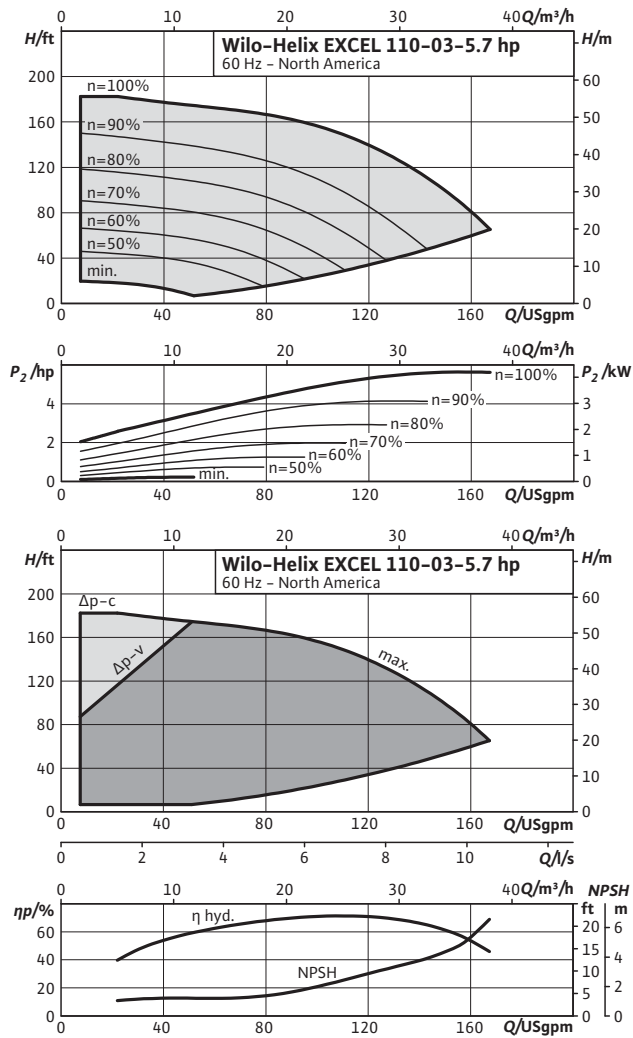 0 10 20 30 40 Q/m³/h
H/ft H/m
Wilo-Helix EXCEL 110-03-5.7 hp
60 Hz - North America
200
160
120
80
40
0
60
50
40
30
20
10
0
n=100%
n=90%
n=80%
n=70%
n=60%
n=50%
min.
0 40 80 120 160 Q/USgpm
0 10 20 30 40 Q/m³/h
P₂/hp P₂/kW
4
2
0
3
2
1
0
n=100%
n=90%
n=80%
n=70%
n=60%
n=50%
min.
0 40 80 120 160 Q/USgpm
0 10 20 30 40 Q/m³/h
H/ft H/m
Wilo-Helix EXCEL 110-03-5.7 hp
60 Hz - North America
200
160
120
80
40
0
60
50
40
30
20
10
0
Δp-c
Δp-v
max.
0 40 80 120 160 Q/USgpm
0 2 4 6 8 10 Q/l/s
0 10 20 30 40 Q/m³/h NPSH
ηp/% ft m
60
40
20
0
20
15
10
5
0
6
4
2
0
η hyd.
NPSH
0 40 80 120 160 Q/USgpm